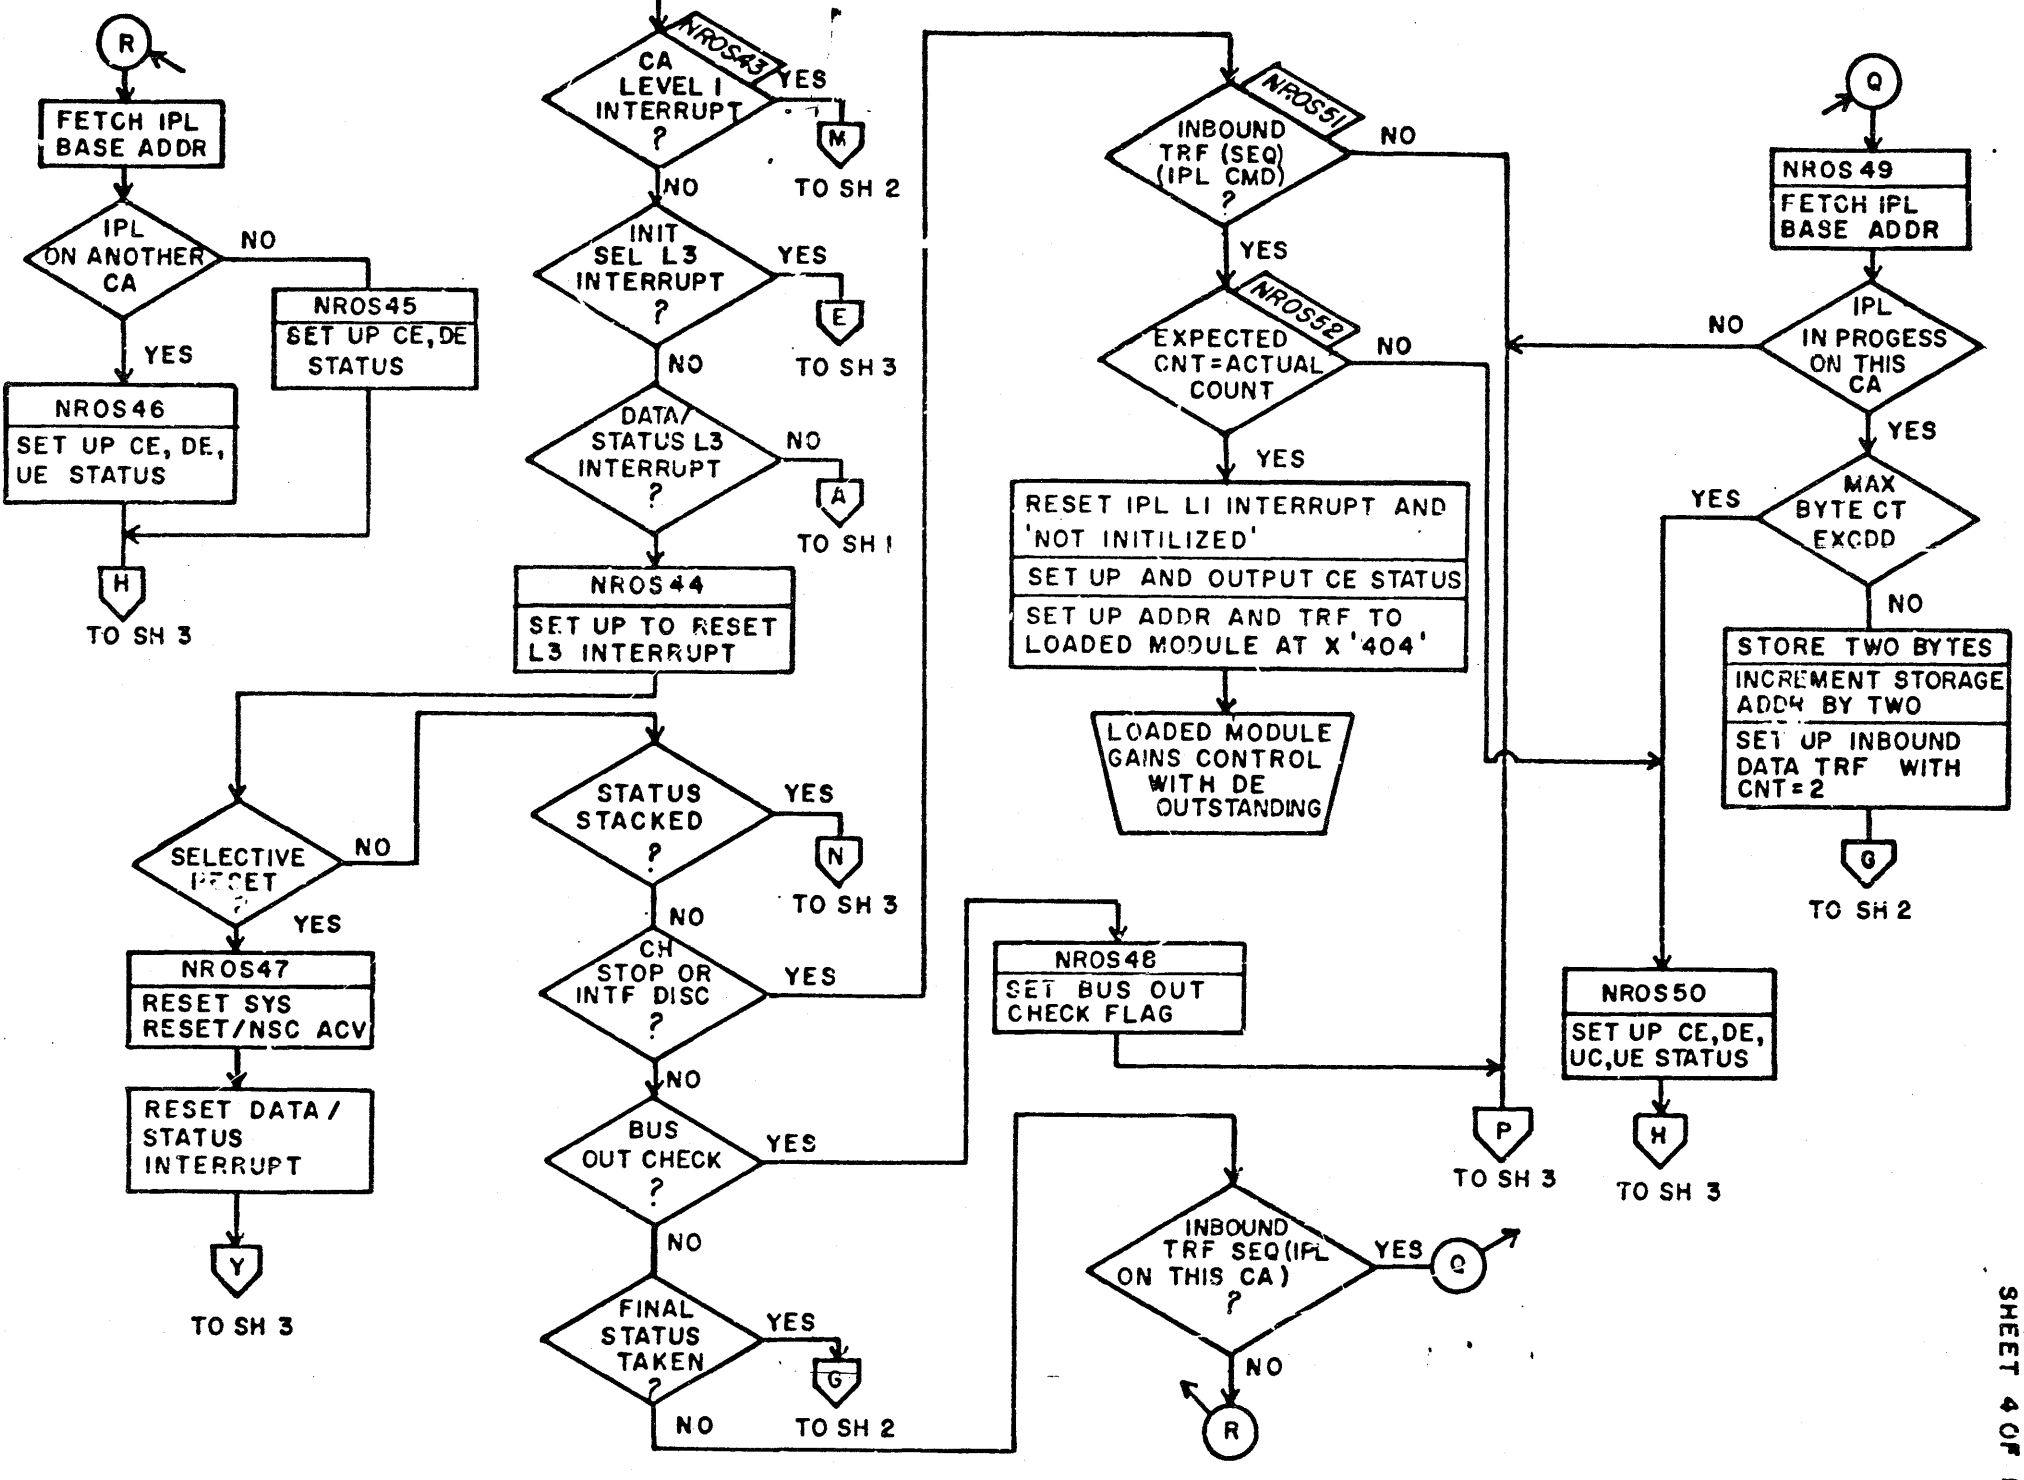 R
FETCH IPL
BASE ADDR
IPL
ON ANOTHER
CA
NO
YES
NROS45
SET UP CE, DE
STATUS
NROS46
SET UP CE, DE,
UE STATUS
H
TO SH 3
NROS43
CA
LEVEL 1
INTERRUPT
?
YES
M
TO SH 2
NO
INIT
SEL L3
INTERRUPT
?
YES
E
TO SH 3
NO
DATA/
STATUS L3
INTERRUPT
?
NO
A
TO SH 1
NROS44
SET UP TO RESET
L3 INTERRUPT
SELECTIVE
RESET
?
NO
YES
NROS47
RESET SYS
RESET/NSC ACV
RESET DATA/
STATUS
INTERRUPT
Y
TO SH 3
STATUS
STACKED
?
YES
N
TO SH 3
NO
CH
STOP OR
INTF DISC
?
YES
NO
BUS
OUT CHECK
?
YES
NO
FINAL
STATUS
TAKEN
?
YES
G
TO SH 2
NO
NROS51
INBOUND
TRF (SEQ)
(IPL CMD)
?
NO
YES
NROS52
EXPECTED
CNT=ACTUAL
COUNT
NO
YES
RESET IPL L1 INTERRUPT AND
'NOT INITILIZED'
SET UP AND OUTPUT CE STATUS
SET UP ADDR AND TRF TO
LOADED MODULE AT X '404'
LOADED MODULE
GAINS CONTROL
WITH DE
OUTSTANDING
NROS48
SET BUS OUT
CHECK FLAG
P
TO SH 3
INBOUND
TRF SEQ (IPL
ON THIS CA)
?
YES
Q
NO
R
Q
NROS49
FETCH IPL
BASE ADDR
IPL
IN PROGESS
ON THIS
CA
NO
YES
MAX
BYTE CT
EXCDD
YES
NO
STORE TWO BYTES
INCREMENT STORAGE
ADDR BY TWO
SET UP INBOUND
DATA TRF WITH
CNT=2
G
TO SH 2
NROS50
SET UP CE, DE,
UC, UE STATUS
H
TO SH 3
SHEET 4 OF